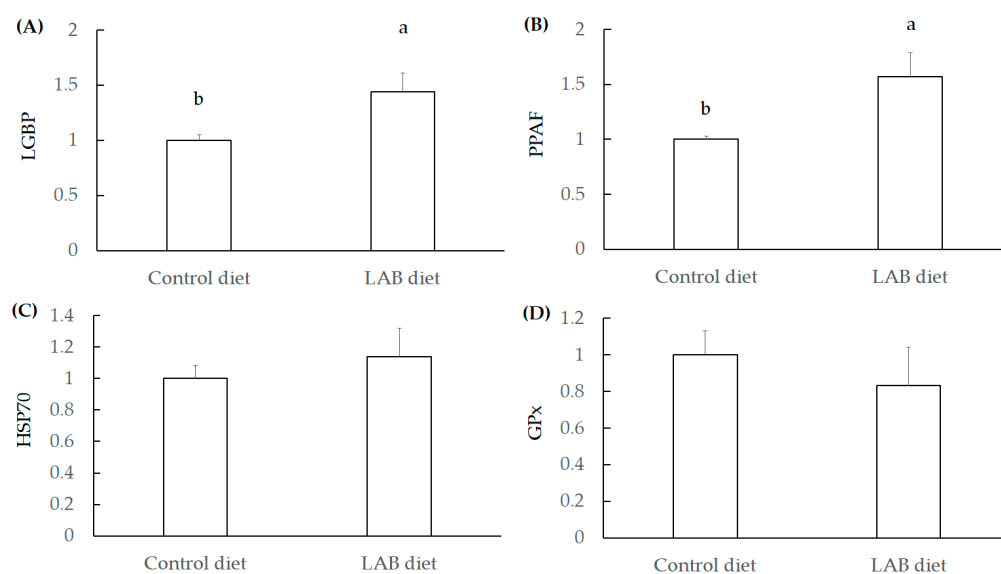 (A)
LGBP
2
1.5
1
0.5
0
b
a
Control diet
LAB diet
(B)
PPAF
2
1.5
1
0.5
0
b
a
Control diet
LAB diet
(C)
HSP70
1.4
1.2
1
0.8
0.6
0.4
0.2
0
Control diet
LAB diet
(D)
GPx
1.2
1
0.8
0.6
0.4
0.2
0
Control diet
LAB diet